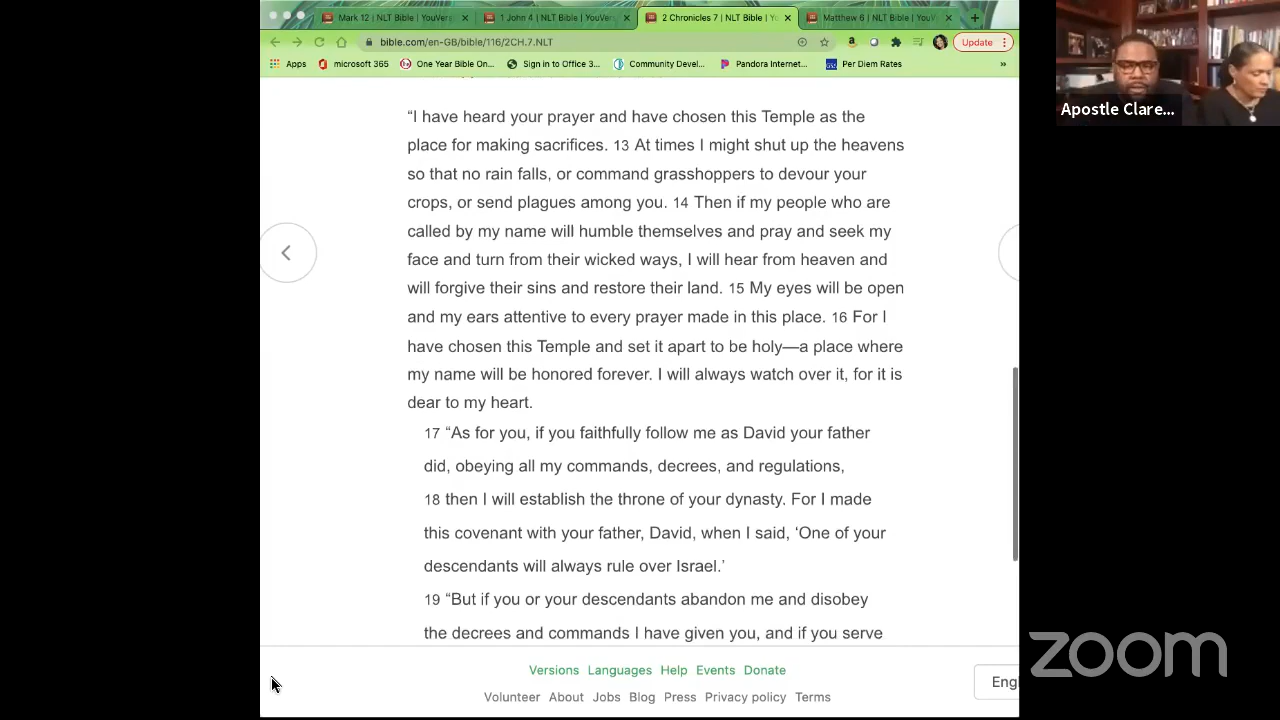 Mark 12 | NLT Bible | YouVers
1 John 4 | NLT Bible | YouVer
2 Chronicles 7 | NLT Bible | Yo
Matthew 6 | NLT Bible | YouV
bible.com/en-GB/bible/116/2CH.7.NLT
Update
Apps
microsoft 365
One Year Bible On...
Sign in to Office 3...
Community Devel...
Pandora Internet...
Per Diem Rates
»
“I have heard your prayer and have chosen this Temple as the
place for making sacrifices. 13 At times I might shut up the heavens
so that no rain falls, or command grasshoppers to devour your
crops, or send plagues among you. 14 Then if my people who are
called by my name will humble themselves and pray and seek my
face and turn from their wicked ways, I will hear from heaven and
will forgive their sins and restore their land. 15 My eyes will be open
and my ears attentive to every prayer made in this place. 16 For I
have chosen this Temple and set it apart to be holy—a place where
my name will be honored forever. I will always watch over it, for it is
dear to my heart.
17 “As for you, if you faithfully follow me as David your father
did, obeying all my commands, decrees, and regulations,
18 then I will establish the throne of your dynasty. For I made
this covenant with your father, David, when I said, ‘One of your
descendants will always rule over Israel.’
19 “But if you or your descendants abandon me and disobey
the decrees and commands I have given you, and if you serve
Versions Languages Help Events Donate
Volunteer About Jobs Blog Press Privacy policy Terms
Engl
Apostle Clare...
zoom